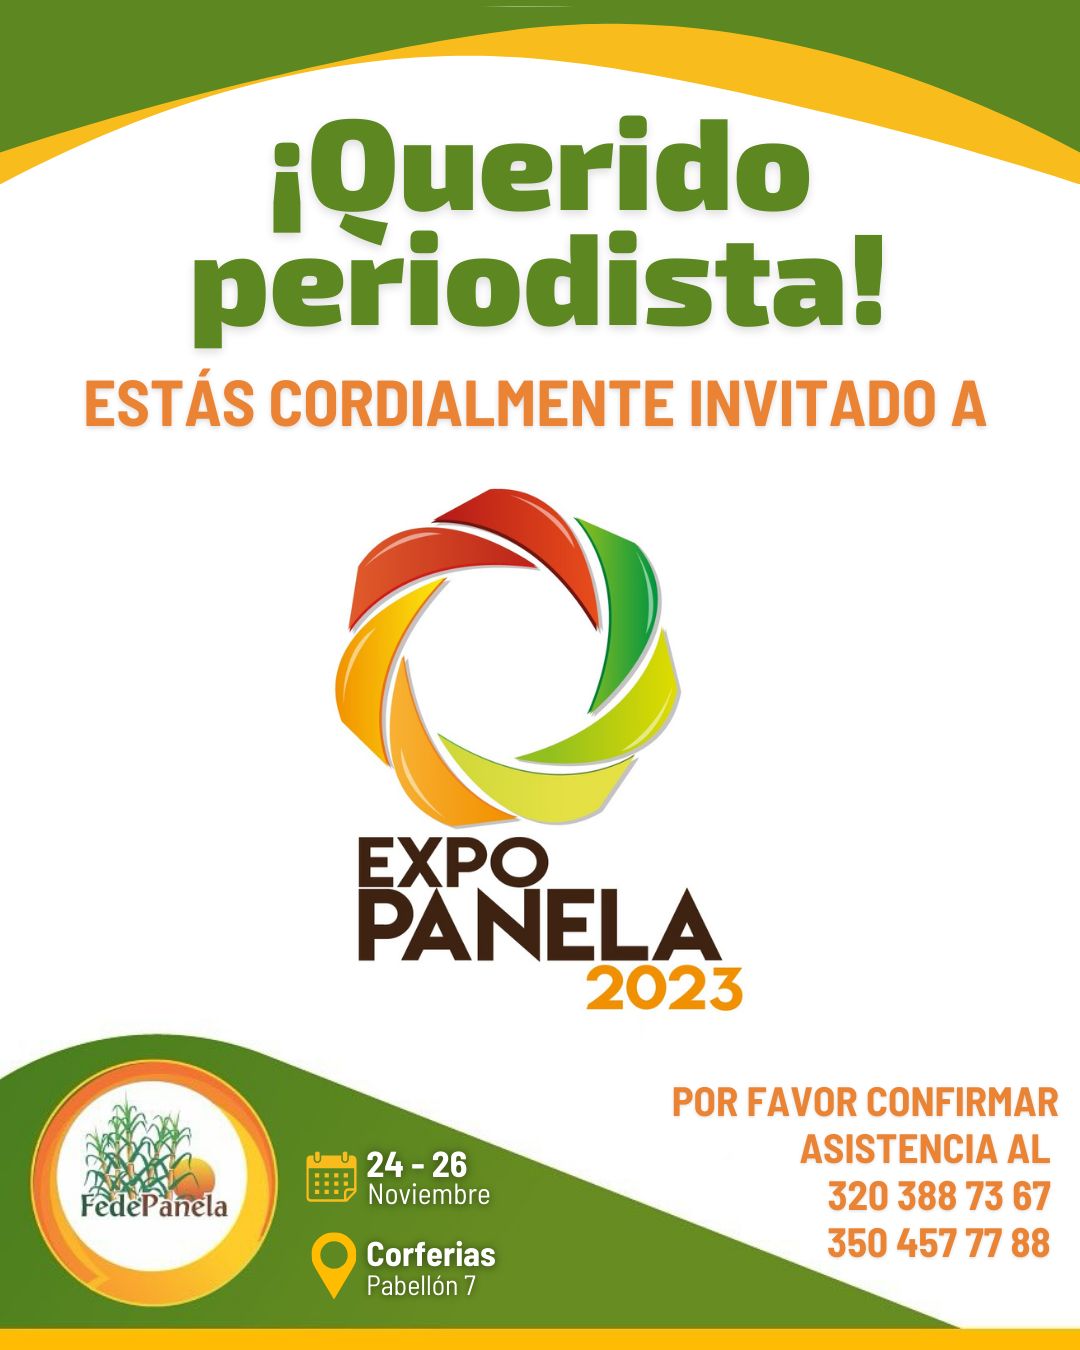 ¡Querido
periodista!
ESTÁS CORDIALMENTE INVITADO A
EXPO
PANELA
2023
FedePanela
24 - 26
Noviembre
Corferias
Pabellón 7
POR FAVOR CONFIRMAR
ASISTENCIA AL
320 388 73 67
350 457 77 88